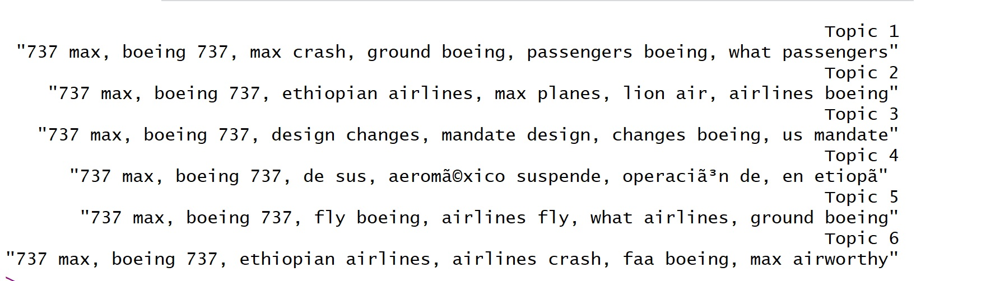 Topic 1
"737 max, boeing 737, max crash, ground boeing, passengers boeing, what passengers"
Topic 2
"737 max, boeing 737, ethiopian airlines, max planes, lion air, airlines boeing"
Topic 3
"737 max, boeing 737, design changes, mandate design, changes boeing, us mandate"
Topic 4
"737 max, boeing 737, de sus, aeromã©xico suspende, operaciã³n de, en etiopã"
Topic 5
"737 max, boeing 737, fly boeing, airlines fly, what airlines, ground boeing"
Topic 6
"737 max, boeing 737, ethiopian airlines, airlines crash, faa boeing, max airworthy"